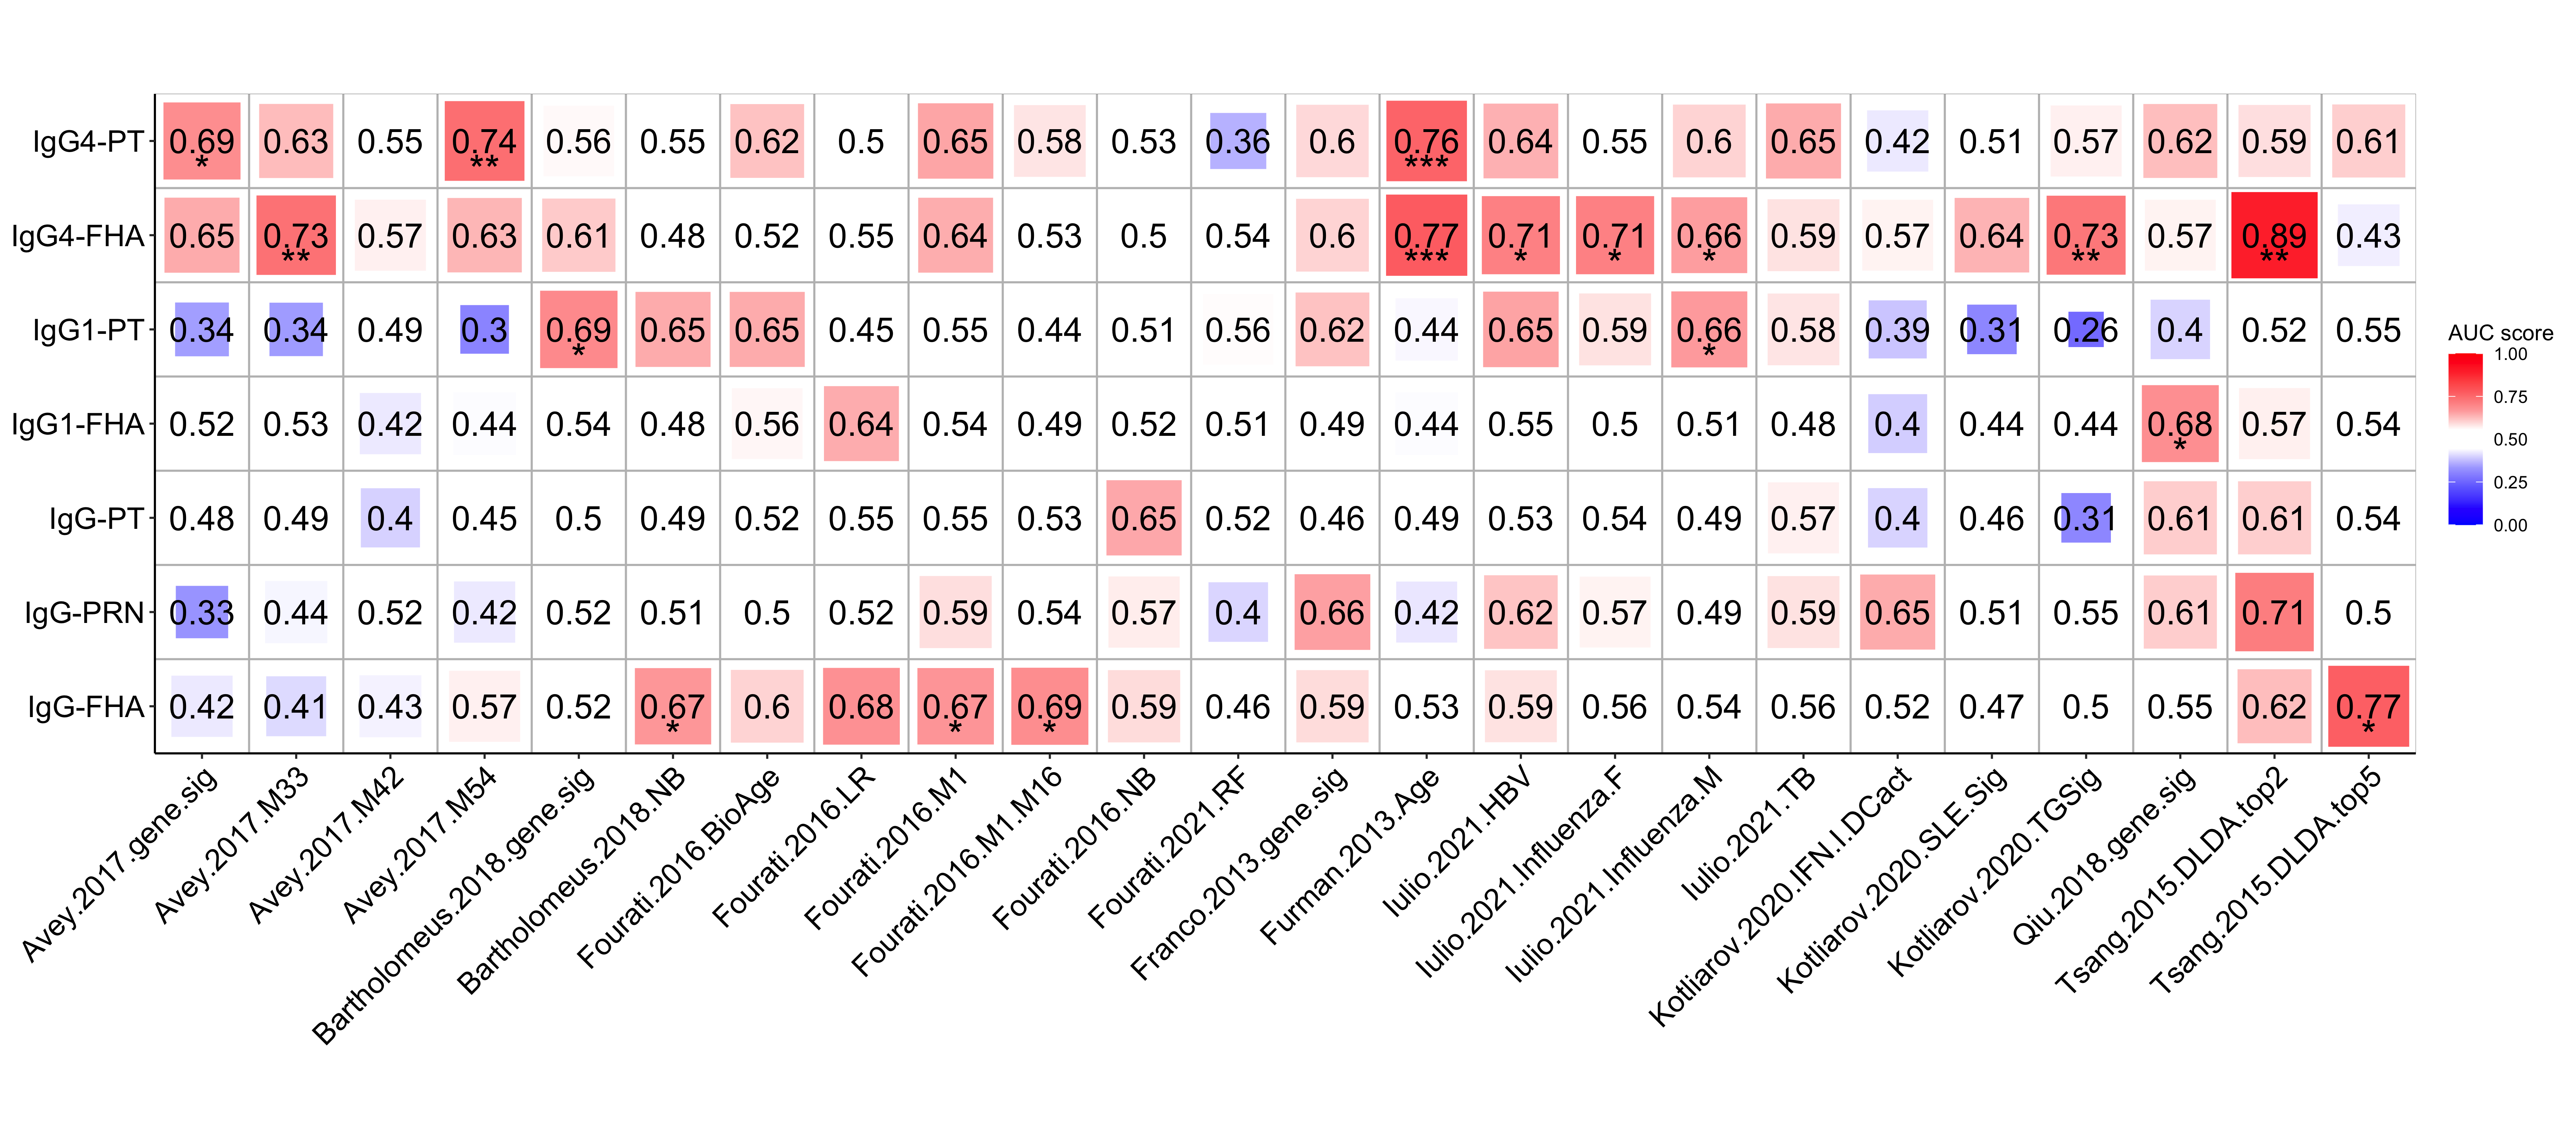 IgG4-PT 0.69 0.63 0.55 0.74 0.56 0.55 0.62 0.5 0.65 0.58 0.53 0.36 0.6 0.76 0.64 0.55 0.6 0.65 0.42 0.51 0.57 0.62 0.59 0.61
* ** ***
IgG4-FHA 0.65 0.73 0.57 0.63 0.61 0.48 0.52 0.55 0.64 0.53 0.5 0.54 0.6 0.77 0.71 0.71 0.66 0.59 0.57 0.64 0.73 0.57 0.89 0.43
** *** * * * ** **
IgG1-PT 0.34 0.34 0.49 0.3 0.69 0.65 0.65 0.45 0.55 0.44 0.51 0.56 0.62 0.44 0.65 0.59 0.66 0.58 0.39 0.31 0.26 0.4 0.52 0.55
* *
IgG1-FHA 0.52 0.53 0.42 0.44 0.54 0.48 0.56 0.64 0.54 0.49 0.52 0.51 0.49 0.44 0.55 0.5 0.51 0.48 0.4 0.44 0.44 0.68 0.57 0.54
*
IgG-PT 0.48 0.49 0.4 0.45 0.5 0.49 0.52 0.55 0.55 0.53 0.65 0.52 0.46 0.49 0.53 0.54 0.49 0.57 0.4 0.46 0.31 0.61 0.61 0.54
IgG-PRN 0.33 0.44 0.52 0.42 0.52 0.51 0.5 0.52 0.59 0.54 0.57 0.4 0.66 0.42 0.62 0.57 0.49 0.59 0.65 0.51 0.55 0.61 0.71 0.5
IgG-FHA 0.42 0.41 0.43 0.57 0.52 0.67 0.6 0.68 0.67 0.69 0.59 0.46 0.59 0.53 0.59 0.56 0.54 0.56 0.52 0.47 0.5 0.55 0.62 0.77
* * * *
Avey.2017.gene.sig
Avey.2017.M33
Avey.2017.M42
Avey.2017.M54
Bartholomeus.2018.gene.sig
Bartholomeus.2018.NB
Fourati.2016.BioAge
Fourati.2016.LR
Fourati.2016.M1
Fourati.2016.M1.M16
Fourati.2016.NB
Fourati.2021.RF
Franco.2013.gene.sig
Furman.2013.Age
Iulio.2021.HBV
Iulio.2021.Influenza.F
Iulio.2021.Influenza.M
Iulio.2021.TB
Kotliarov.2020.IFN.I.DCact
Kotliarov.2020.SLE.Sig
Kotliarov.2020.TGSig
Qiu.2018.gene.sig
Tsang.2015.DLDA.top2
Tsang.2015.DLDA.top5
AUC score
1.00
0.75
0.50
0.25
0.00